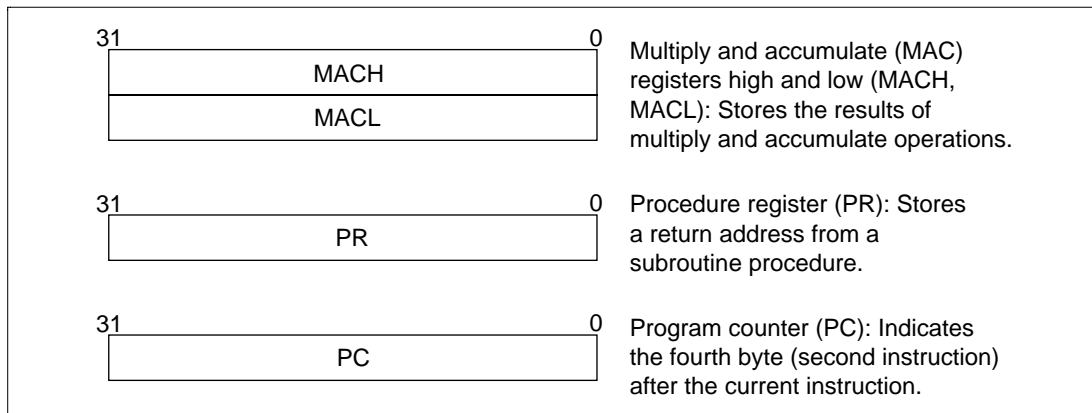 31 0
MACH
MACL
Multiply and accumulate (MAC)
registers high and low (MACH,
MACL): Stores the results of
multiply and accumulate operations.
31 0
PR
Procedure register (PR): Stores
a return address from a
subroutine procedure.
31 0
PC
Program counter (PC): Indicates
the fourth byte (second instruction)
after the current instruction.